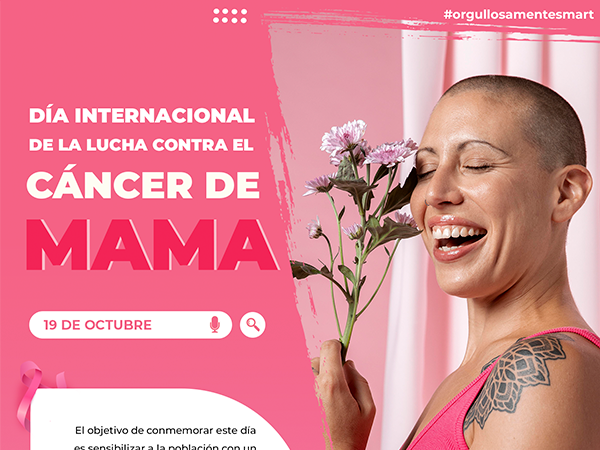 #orgullosamentesmart
DÍA INTERNACIONAL
DE LA LUCHA CONTRA EL
CÁNCER DE
MAMA
19 DE OCTUBRE
El objetivo de conmemorar este día
es sensibilizar a la población con un